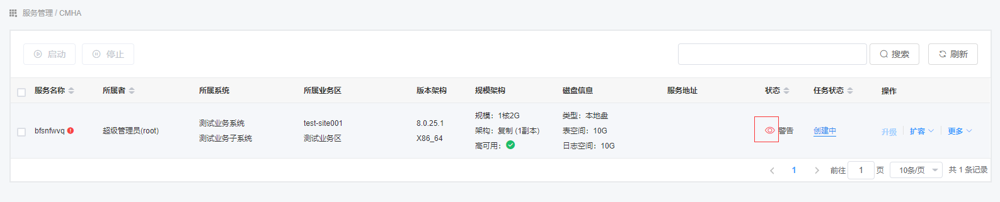 服务管理 / CMHA
启动 停止 搜索 刷新
服务名称 所属者 所属系统 所属业务区 版本架构 规模架构 磁盘信息 服务地址 状态 任务状态 操作
规模：1核2G 类型：本地盘
测试业务系统 test-site001 8.0.25.1
bfsnfwvq 超级管理员(root) 架构：复制 (1副本) 表空间：10G 警告 创建中 升级 扩容 更多
测试业务子系统 测试业务区 X86_64
高可用： 日志空间：10G
1 前往 1 页 10条/页 共 1 条记录